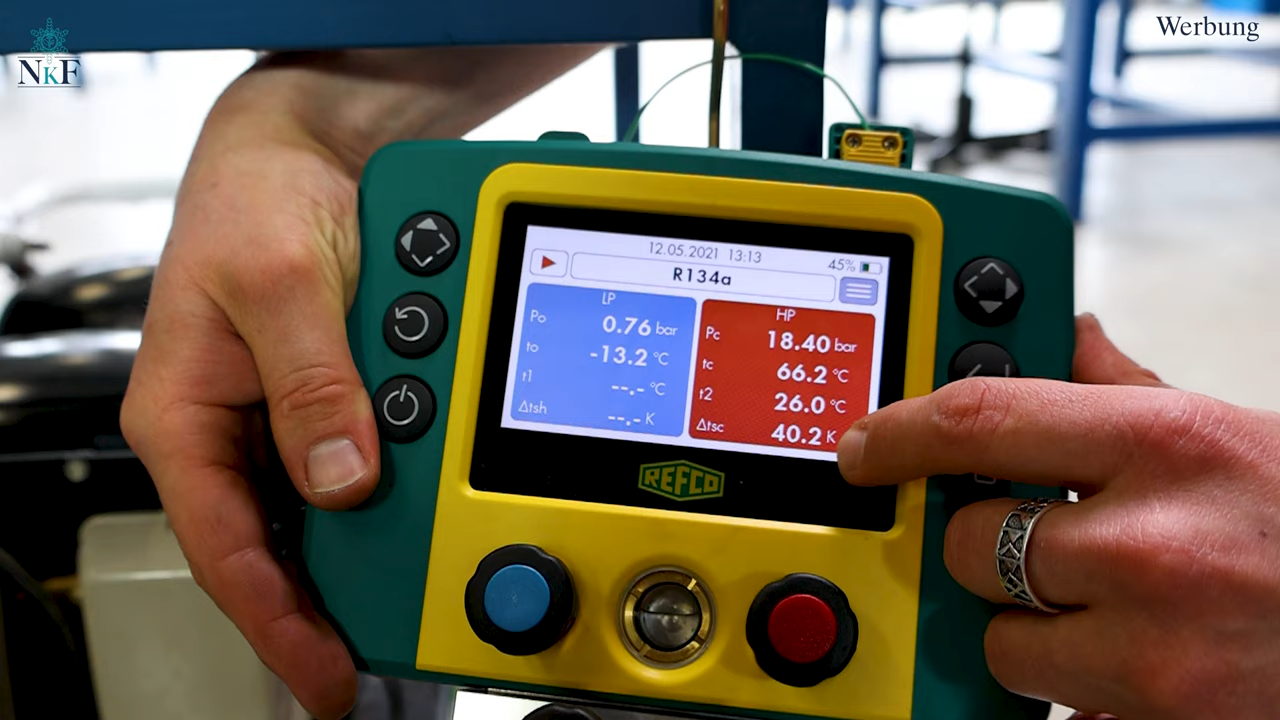 NkF
Werbung
12.05.2021 13:13
45%
R134a
LP
Po 0.76 bar
to -13.2 °C
t1 --.- °C
Δtsh --.- K
HP
Pc 18.40 bar
tc 66.2 °C
t2 26.0 °C
Δtsc 40.2 K
REFCO